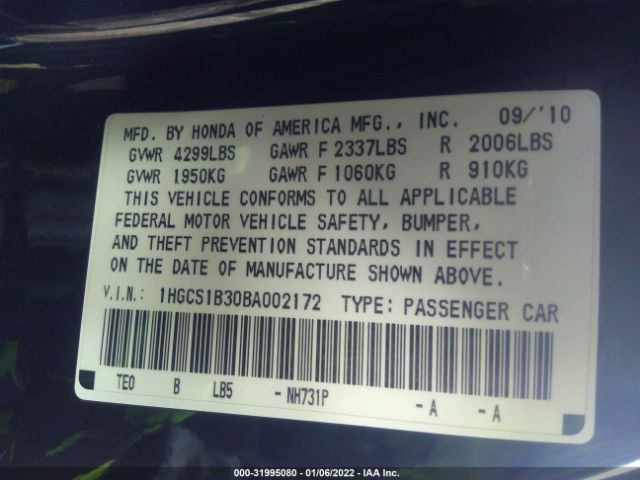 MFD. BY HONDA OF AMERICA MFG., INC. 09/'10
GVWR 4299LBS GAWR F 2337LBS R 2006LBS
GVWR 1950KG GAWR F 1060KG R 910KG
THIS VEHICLE CONFORMS TO ALL APPLICABLE
FEDERAL MOTOR VEHICLE SAFETY, BUMPER,
AND THEFT PREVENTION STANDARDS IN EFFECT
ON THE DATE OF MANUFACTURE SHOWN ABOVE.
V.I.N.: 1HGCS1B30BA002172 TYPE: PASSENGER CAR
TE0 B LB5 - NH731P - A - A
000-31995080 - 01/06/2022 - IAA Inc.